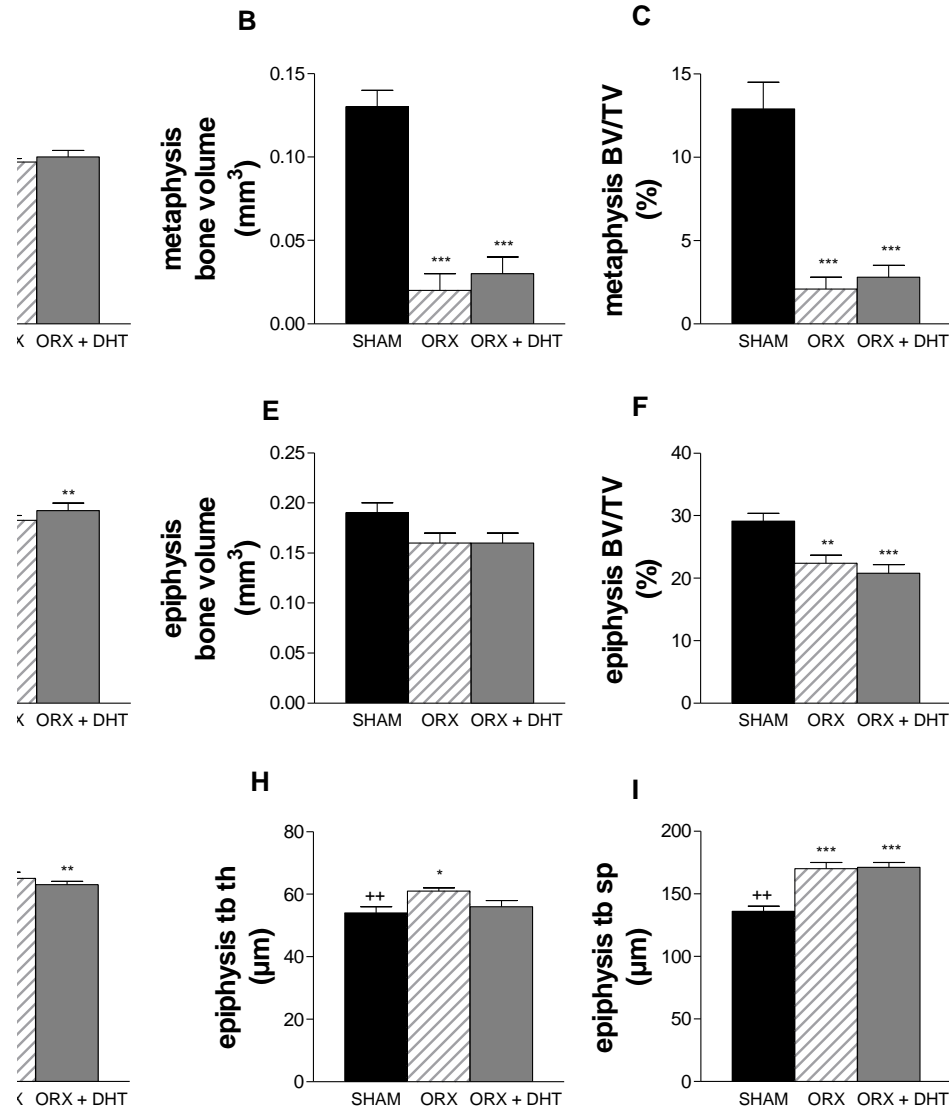 B
C
metaphysis
bone volume
(mm³)
0.15
0.10
0.05
0.00
***
***
SHAM ORX ORX + DHT
metaphysis BV/TV
(%)
15
10
5
0
***
***
SHAM ORX ORX + DHT
X ORX + DHT
E
F
**
X ORX + DHT
epiphysis
bone volume
(mm³)
0.25
0.20
0.15
0.10
0.05
0.00
SHAM ORX ORX + DHT
epiphysis BV/TV
(%)
40
30
20
10
0
**
***
SHAM ORX ORX + DHT
H
I
**
X ORX + DHT
epiphysis tb th
(µm)
80
60
40
20
0
++
*
SHAM ORX ORX + DHT
epiphysis tb sp
(µm)
200
150
100
50
0
++
***
***
SHAM ORX ORX + DHT